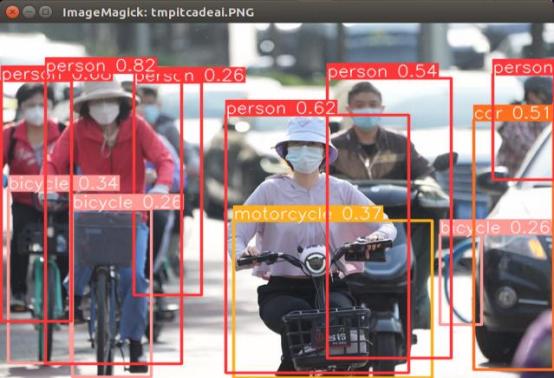 ImageMagick: tmpitcadeai.PNG
person 0.82
person
person 0.26
person 0.54
person
person 0.62
car 0.51
bicycle 0.34
bicycle 0.26
motorcycle 0.37
bicycle 0.26